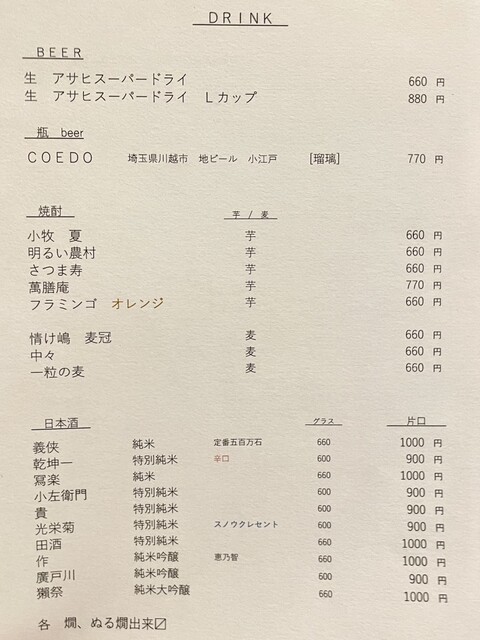 DRINK
BEER
生 アサヒスーパードライ 660 円
生 アサヒスーパードライ Lカップ 880 円
瓶 beer
COEDO 埼玉県川越市 地ビール 小江戸 [瑠璃] 770 円
焼酎 芋 / 麦
小牧 夏 芋 660 円
明るい農村 芋 660 円
さつま寿 芋 660 円
萬膳庵 芋 770 円
フラミンゴ オレンジ 芋 660 円
情け嶋 麦冠 麦 660 円
中々 麦 660 円
一粒の麦 麦 660 円
日本酒 グラス 片口
義侠 純米 定番五百万石 660 1000 円
乾坤一 特別純米 辛口 600 900 円
冩楽 純米 660 1000 円
小左衛門 特別純米 600 900 円
貴 特別純米 600 900 円
光栄菊 特別純米 スノウクレセント 600 900 円
田酒 特別純米 660 1000 円
作 純米吟醸 恵乃智 660 1000 円
廣戸川 純米吟醸 600 900 円
獺祭 純米大吟醸 660 1000 円
各 燗、ぬる燗出来〼